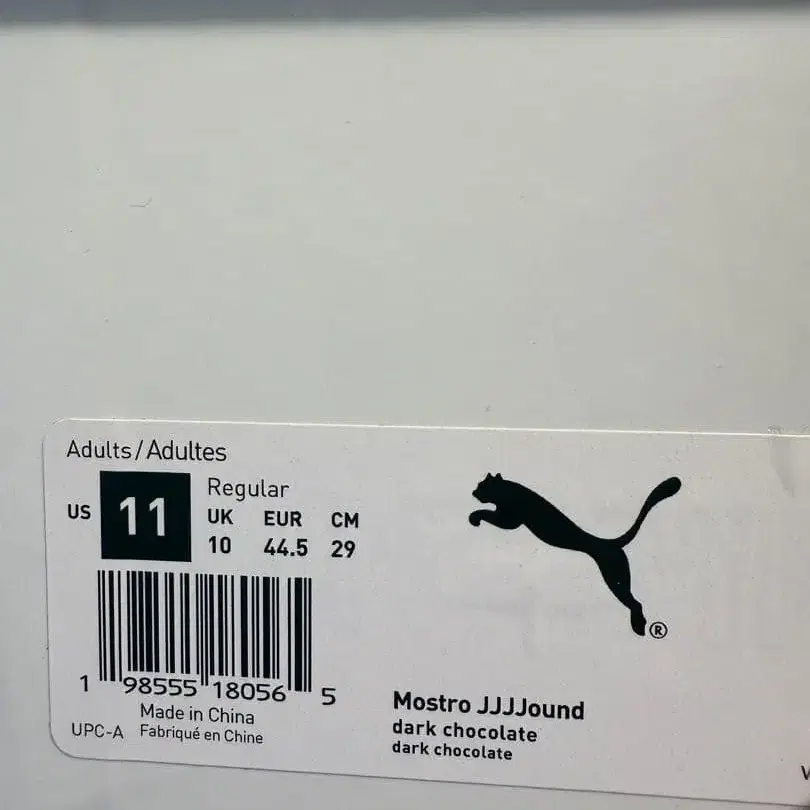 Adults/Adultes
US 11 Regular
UK EUR CM
10 44.5 29
1 98555 18056 5
Made in China
UPC-A Fabriqué en Chine
®
Mostro JJJJound
dark chocolate
dark chocolate